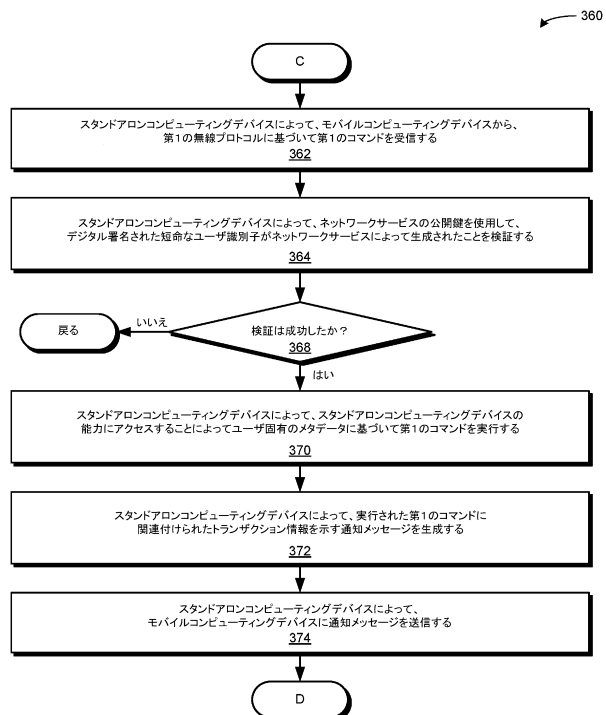 360
C
スタンドアロンコンピューティングデバイスによって、モバイルコンピューティングデバイスから、
第1の無線プロトコルに基づいて第1のコマンドを受信する
362
スタンドアロンコンピューティングデバイスによって、ネットワークサービスの公開鍵を使用して、
デジタル署名された短命なユーザ識別子がネットワークサービスによって生成されたことを検証する
364
検証は成功したか？
368
いいえ
戻る
はい
スタンドアロンコンピューティングデバイスによって、スタンドアロンコンピューティングデバイスの
能力にアクセスすることによってユーザ固有のメタデータに基づいて第1のコマンドを実行する
370
スタンドアロンコンピューティングデバイスによって、実行された第1のコマンドに
関連付けられたトランザクション情報を示す通知メッセージを生成する
372
スタンドアロンコンピューティングデバイスによって、
モバイルコンピューティングデバイスに通知メッセージを送信する
374
D